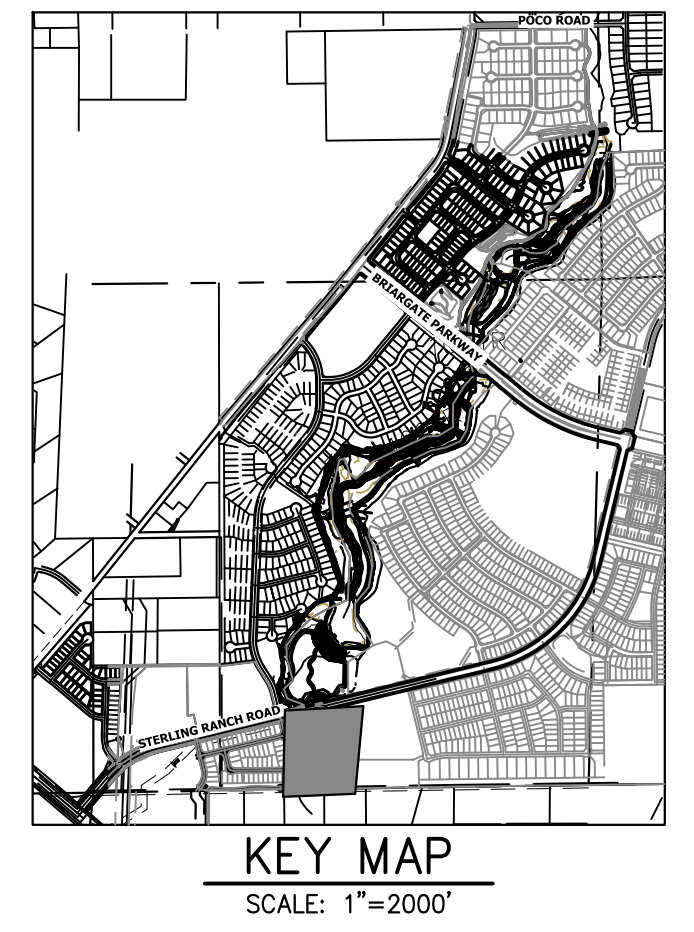 POCO ROAD
BRIARGATE PARKWAY
STERLING RANCH ROAD
KEY MAP
SCALE: 1"=2000'